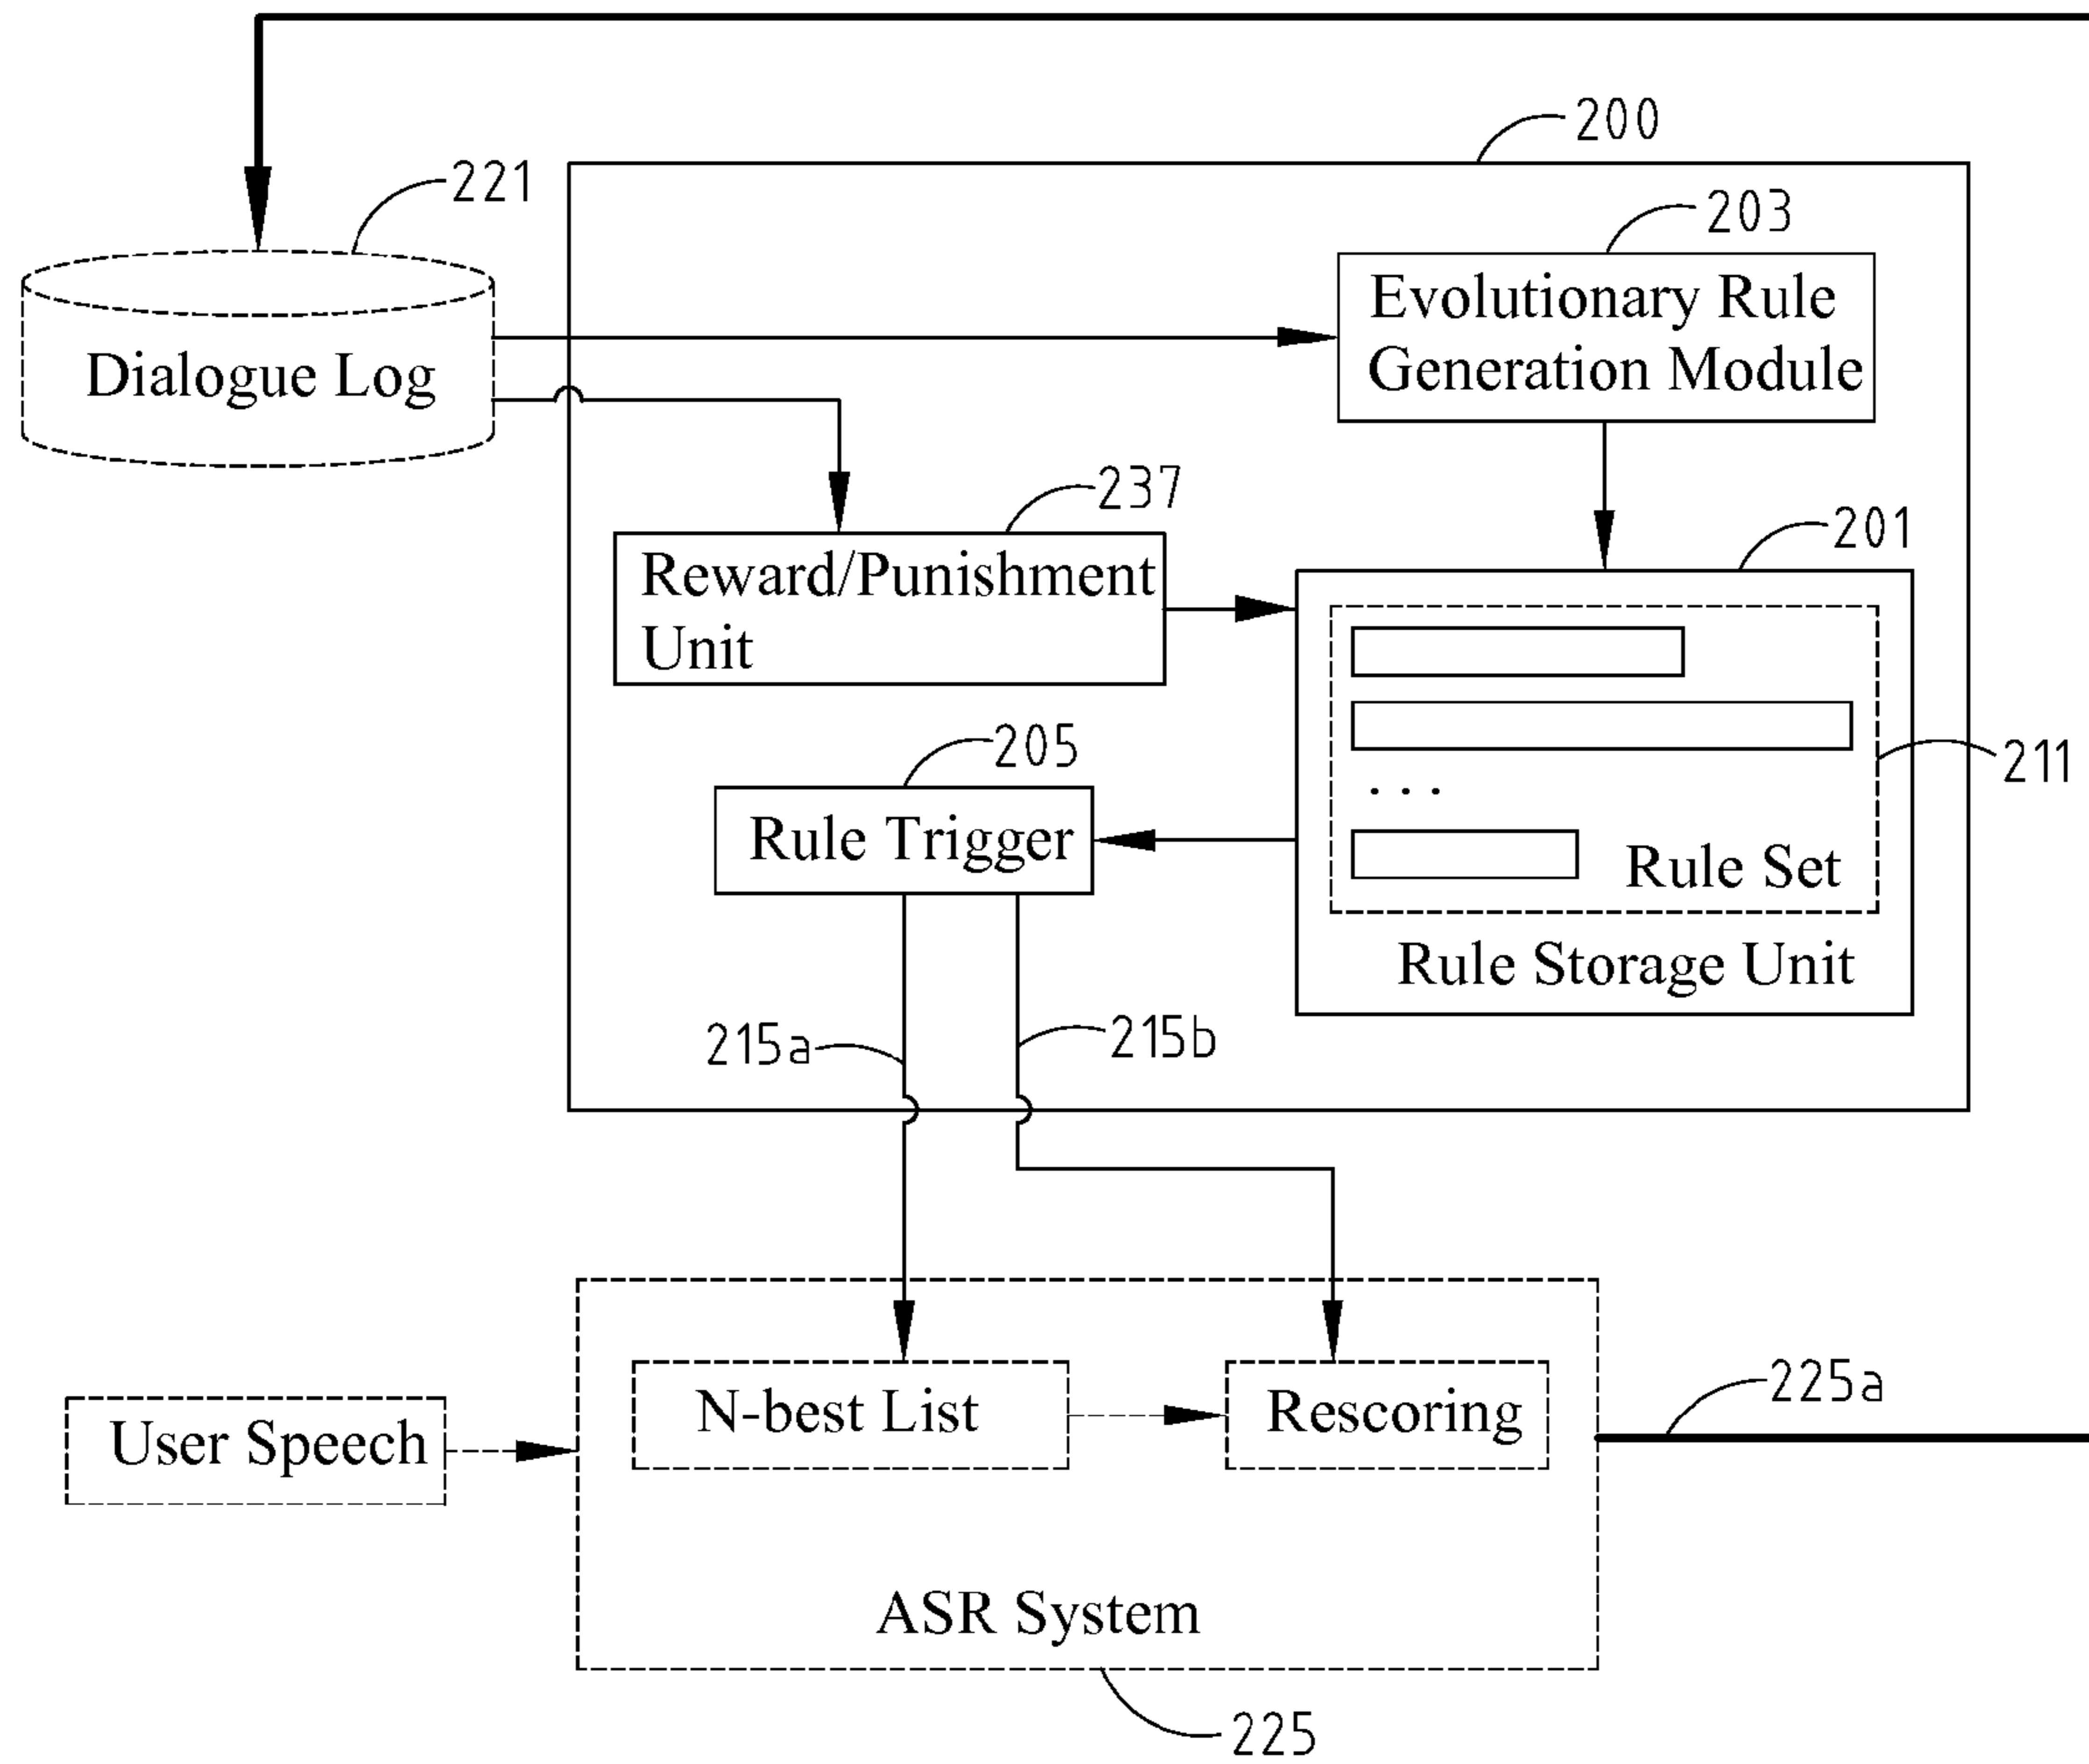 200
221
203
Evolutionary Rule
Generation Module
Dialogue Log
237
201
Reward/Punishment
Unit
205
211
Rule Trigger
. . .
Rule Set
Rule Storage Unit
215a
215b
225a
N-best List
Rescoring
User Speech
ASR System
225